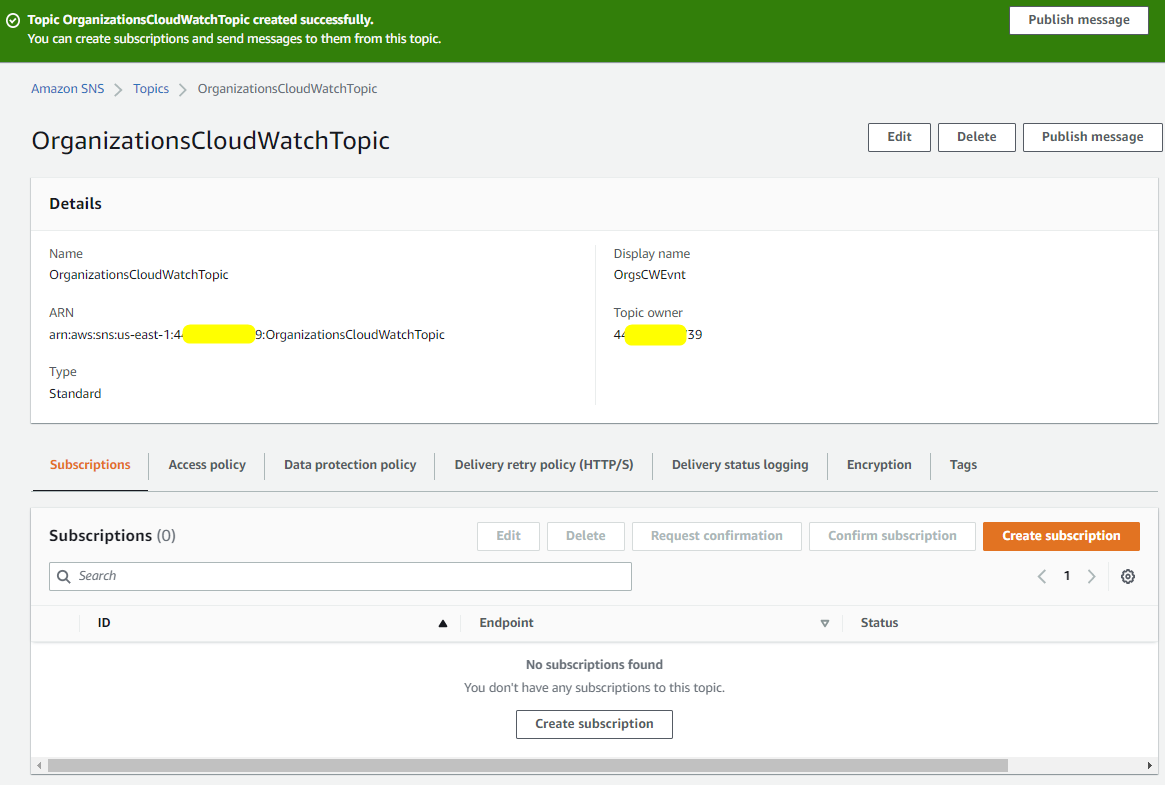 Topic OrganizationsCloudWatchTopic created successfully.
You can create subscriptions and send messages to them from this topic.
Publish message
Amazon SNS
Topics
OrganizationsCloudWatchTopic
OrganizationsCloudWatchTopic
Edit
Delete
Publish message
Details
Name
OrganizationsCloudWatchTopic
Display name
OrgsCWEvnt
ARN
arn:aws:sns:us-east-1:4 9:OrganizationsCloudWatchTopic
Topic owner
44 39
Type
Standard
Subscriptions
Access policy
Data protection policy
Delivery retry policy (HTTP/S)
Delivery status logging
Encryption
Tags
Subscriptions (0)
Edit
Delete
Request confirmation
Confirm subscription
Create subscription
Search
1
ID
Endpoint
Status
No subscriptions found
You don't have any subscriptions to this topic.
Create subscription